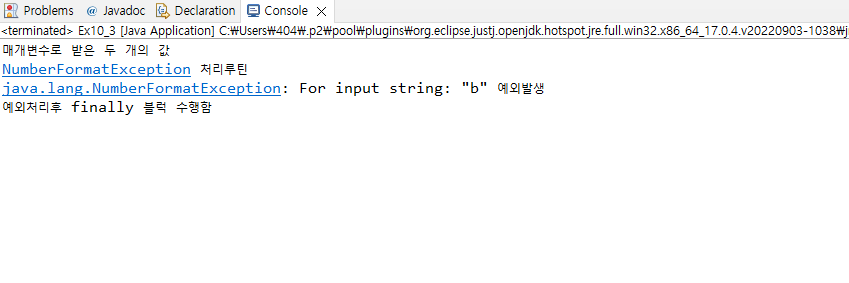 Problems @ Javadoc Declaration Console
<terminated> Ex10_3 [Java Application] C:₩Users₩404₩.p2₩pool₩plugins₩org.eclipse.justj.openjdk.hotspot.jre.full.win32.x86_64_17.0.4.v20220903-1038₩j
매개변수로 받은 두 개의 값
NumberFormatException 처리루틴
java.lang.NumberFormatException: For input string: "b" 예외발생
예외처리후 finally 블럭 수행함